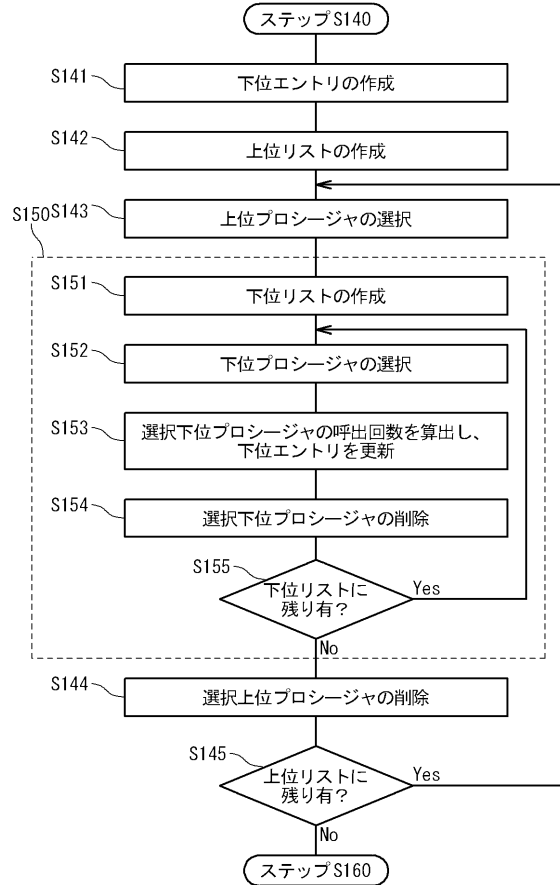 ステップS140
S141
下位エントリの作成
S142
上位リストの作成
S150
S143
上位プロシージャの選択
S151
下位リストの作成
S152
下位プロシージャの選択
S153
選択下位プロシージャの呼出回数を算出し、
下位エントリを更新
S154
選択下位プロシージャの削除
S155
下位リストに
残り有？
Yes
No
S144
選択上位プロシージャの削除
S145
上位リストに
残り有？
Yes
No
ステップS160